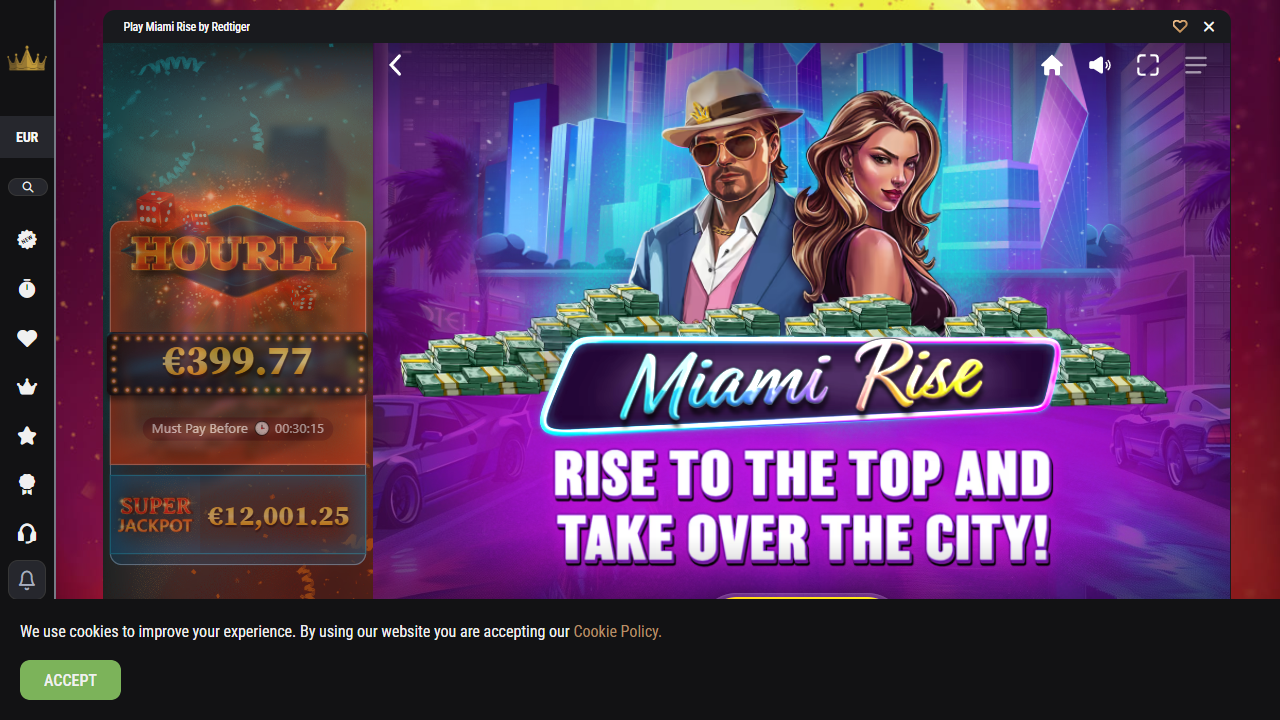 Play Miami Rise by Redtiger
EUR
NEW
HOURLY
€399.77
Must Pay Before 00:30:15
SUPER
JACKPOT
€12,001.25
Miami Rise
RISE TO THE TOP AND
TAKE OVER THE CITY!
We use cookies to improve your experience. By using our website you are accepting our Cookie Policy.
ACCEPT